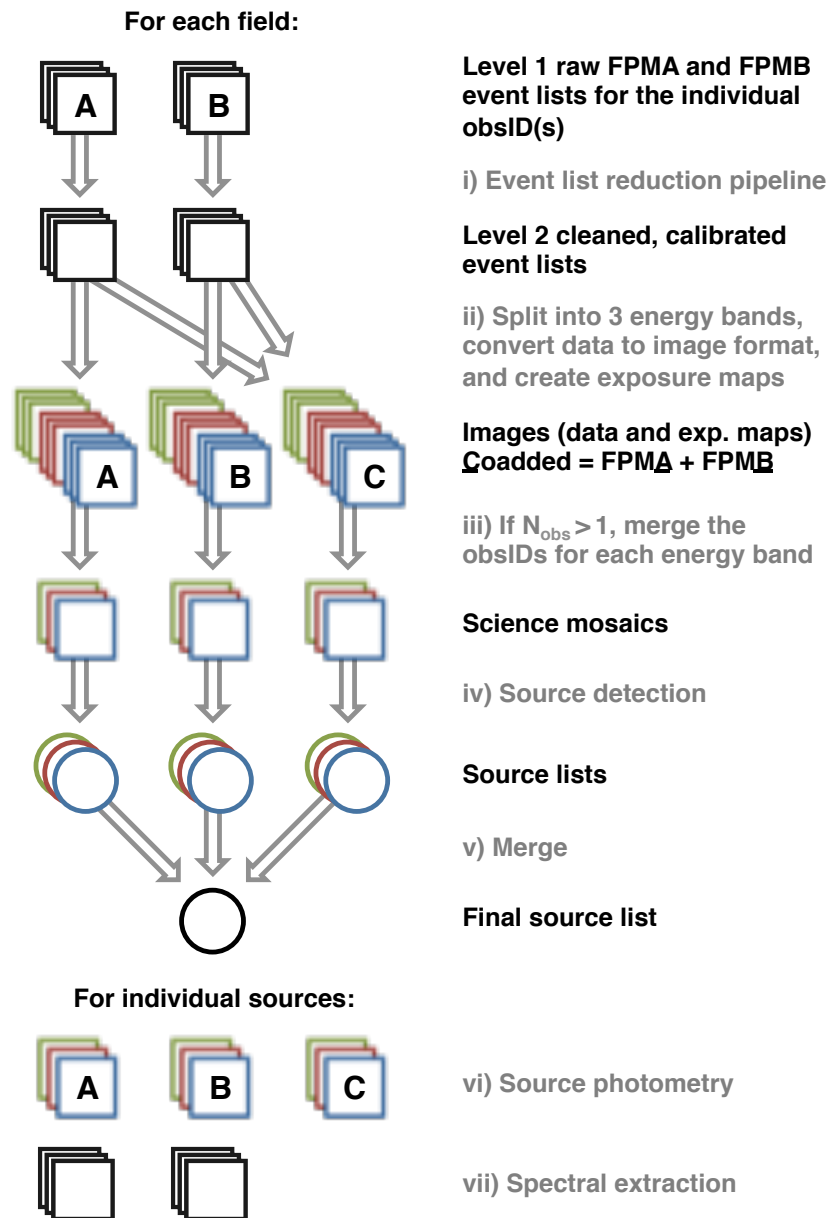 For each field:
A
B
Level 1 raw FPMA and FPMB
event lists for the individual
obsID(s)
i) Event list reduction pipeline
Level 2 cleaned, calibrated
event lists
ii) Split into 3 energy bands,
convert data to image format,
and create exposure maps
A
B
C
Images (data and exp. maps)
Coadded = FPMA + FPMB
iii) If Nobs > 1, merge the
obsIDs for each energy band
Science mosaics
iv) Source detection
Source lists
v) Merge
Final source list
For individual sources:
A
B
C
vi) Source photometry
vii) Spectral extraction